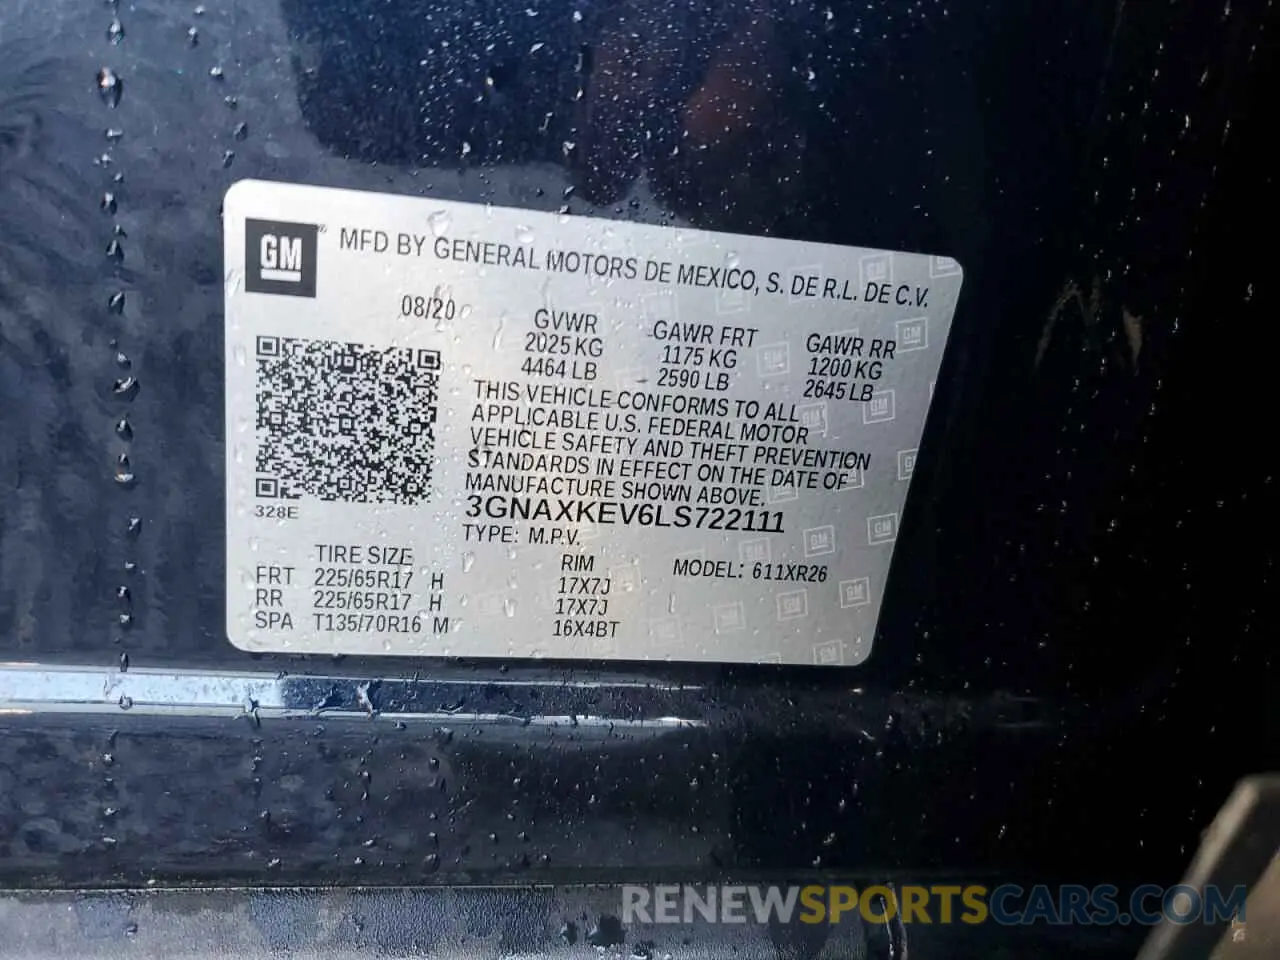 GM® MFD BY GENERAL MOTORS DE MEXICO, S. DE R.L. DE C.V.
08/20
GVWR GAWR FRT GAWR RR
2025 KG 1175 KG 1200 KG
4464 LB 2590 LB 2645 LB
THIS VEHICLE CONFORMS TO ALL
APPLICABLE U.S. FEDERAL MOTOR
VEHICLE SAFETY AND THEFT PREVENTION
STANDARDS IN EFFECT ON THE DATE OF
MANUFACTURE SHOWN ABOVE.
328E
3GNAXKEV6LS722111
TYPE: M.P.V.
TIRE SIZE RIM MODEL: 611XR26
FRT 225/65R17 H 17X7J
RR 225/65R17 H 17X7J
SPA T135/70R16 M 16X4BT
RENEWSPORTSCARS.COM